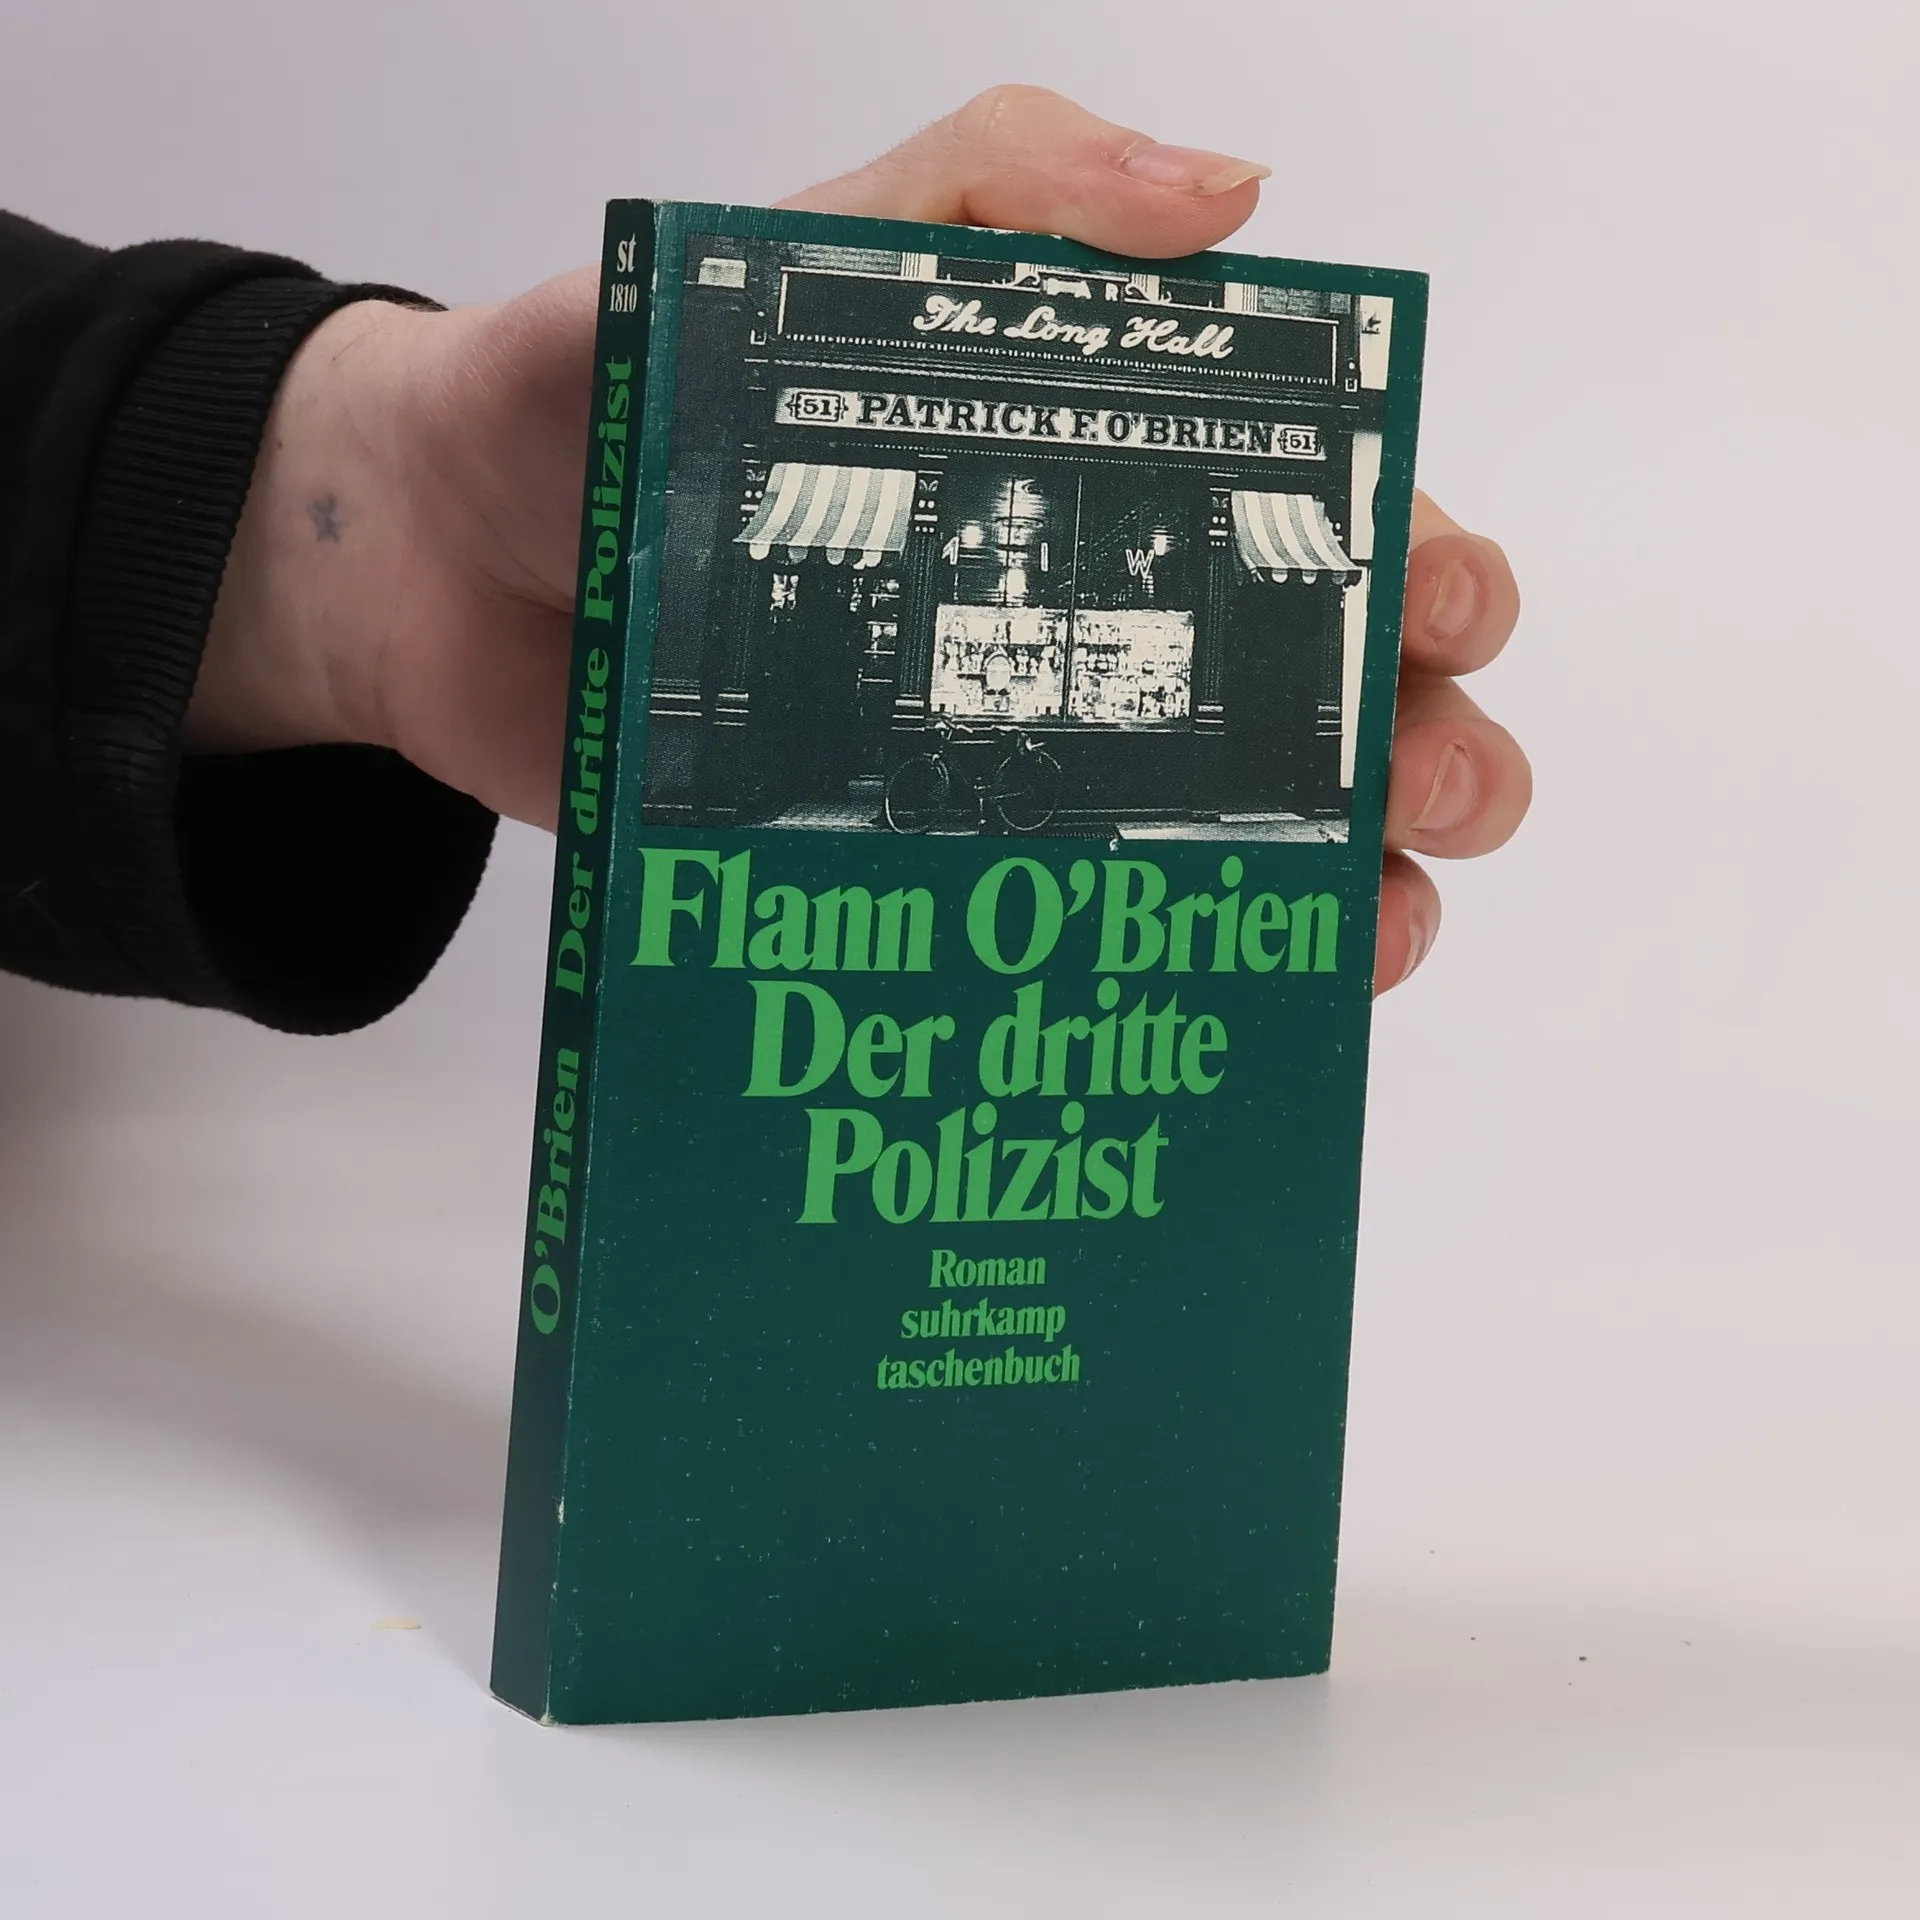 st
1810
O'Brien Der dritte Polizist
BAR
The Long Hall
51 PATRICK F. O'BRIEN 51
W
Flann O'Brien
Der dritte
Polizist
Roman
suhrkamp
taschenbuch